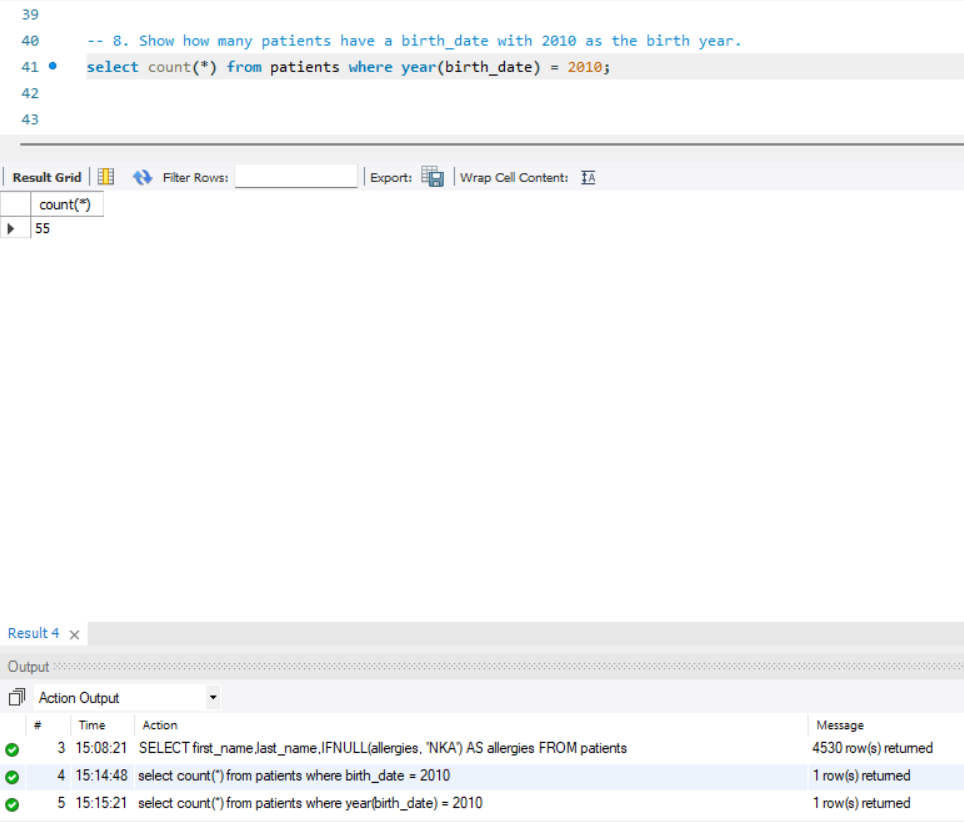 39
40 -- 8. Show how many patients have a birth_date with 2010 as the birth year.
41 select count(*) from patients where year(birth_date) = 2010;
42
43
Result Grid Filter Rows: Export: Wrap Cell Content: IA
count(*)
55
Result 4 ×
Output
Action Output
# Time Action Message
3 15:08:21 SELECT first_name,last_name,IFNULL(allergies, 'NKA') AS allergies FROM patients 4530 row(s) returned
4 15:14:48 select count(*) from patients where birth_date = 2010 1 row(s) returned
5 15:15:21 select count(*) from patients where year(birth_date) = 2010 1 row(s) returned